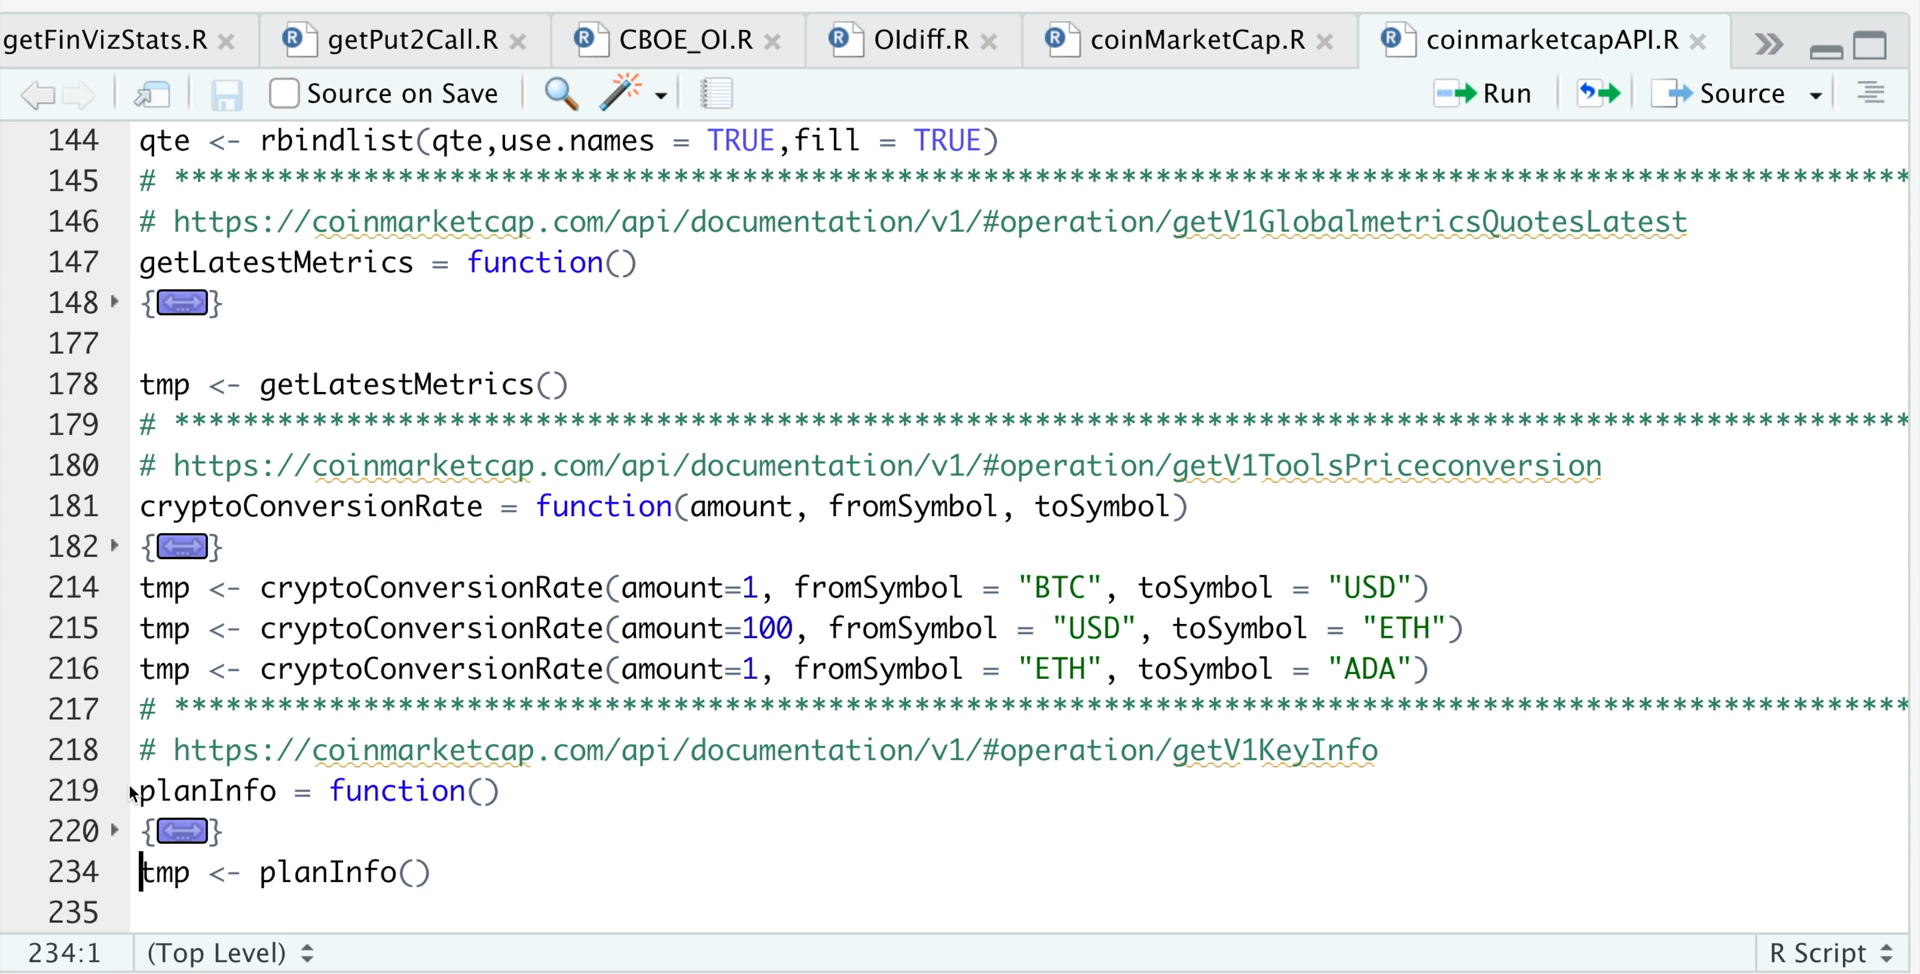 getFinVizStats.R getPut2Call.R CBOE_OI.R OIdiff.R coinMarketCap.R coinmarketcapAPI.R
Source on Save Run Source
144 qte <- rbindlist(qte,use.names = TRUE,fill = TRUE)
145 # *****************************************************************************************************
146 # https://coinmarketcap.com/api/documentation/v1/#operation/getV1GlobalmetricsQuotesLatest
147 getLatestMetrics = function()
148 {}
177
178 tmp <- getLatestMetrics()
179 # *****************************************************************************************************
180 # https://coinmarketcap.com/api/documentation/v1/#operation/getV1ToolsPriceconversion
181 cryptoConversionRate = function(amount, fromSymbol, toSymbol)
182 {}
214 tmp <- cryptoConversionRate(amount=1, fromSymbol = "BTC", toSymbol = "USD")
215 tmp <- cryptoConversionRate(amount=100, fromSymbol = "USD", toSymbol = "ETH")
216 tmp <- cryptoConversionRate(amount=1, fromSymbol = "ETH", toSymbol = "ADA")
217 # *****************************************************************************************************
218 # https://coinmarketcap.com/api/documentation/v1/#operation/getV1KeyInfo
219 planInfo = function()
220 {}
234 tmp <- planInfo()
235
234:1 (Top Level) R Script